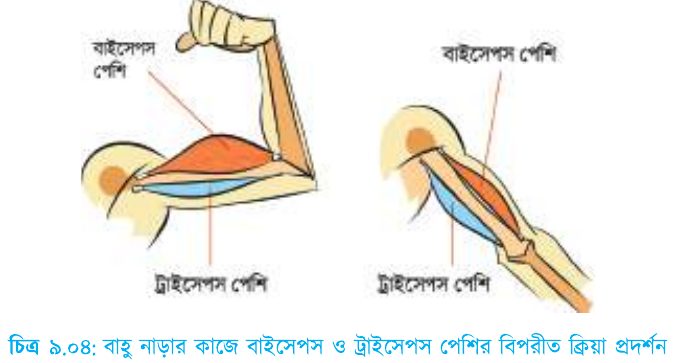 বাইসেপস
পেশি
বাইসেপস পেশি
ট্রাইসেপস পেশি
ট্রাইসেপস পেশি
চিত্র ৯.০৪: বাহু নাড়ার কাজে বাইসেপস ও ট্রাইসেপস পেশির বিপরীত ক্রিয়া প্রদর্শন